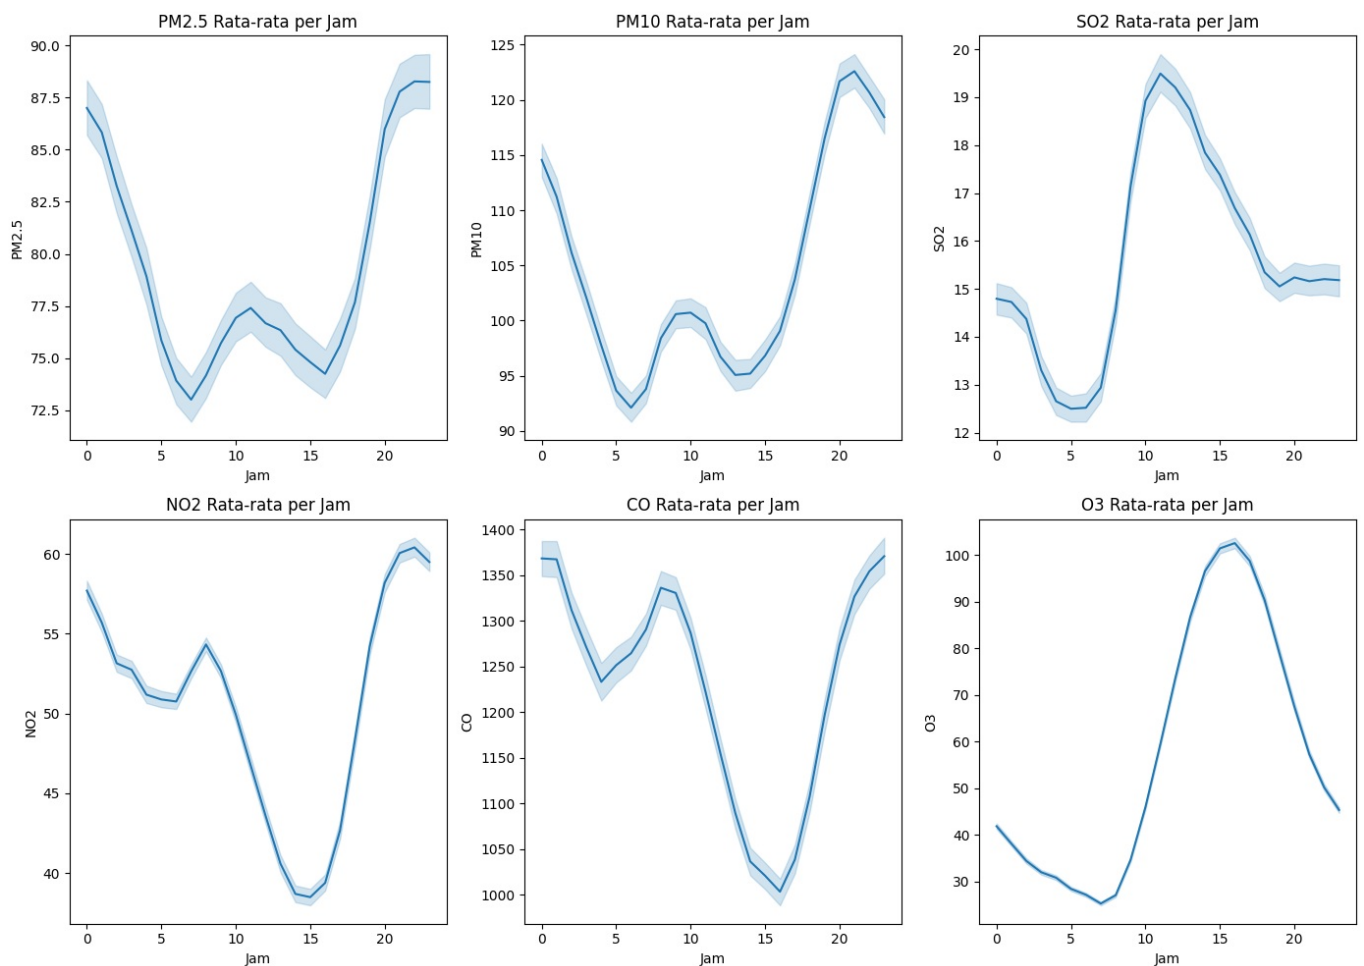 PM2.5 Rata-rata per Jam
90.0
87.5
85.0
82.5
80.0
77.5
75.0
72.5
PM2.5
0 5 10 15 20
Jam
PM10 Rata-rata per Jam
125
120
115
110
105
100
95
90
PM10
0 5 10 15 20
Jam
SO2 Rata-rata per Jam
20
19
18
17
16
15
14
13
12
SO2
0 5 10 15 20
Jam
NO2 Rata-rata per Jam
60
55
50
45
40
NO2
0 5 10 15 20
Jam
CO Rata-rata per Jam
1400
1350
1300
1250
1200
1150
1100
1050
1000
CO
0 5 10 15 20
Jam
O3 Rata-rata per Jam
100
90
80
70
60
50
40
30
O3
0 5 10 15 20
Jam